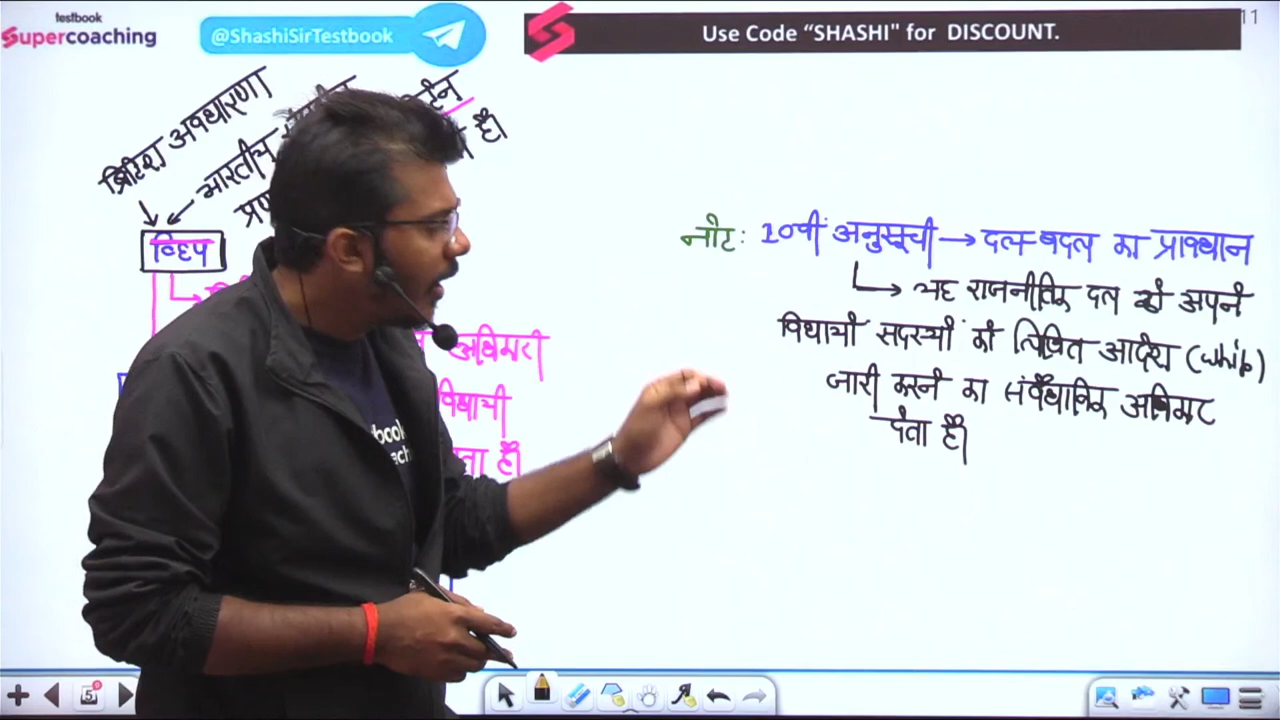 testbook
Supercoaching
@ShashiSirTestbook
Use Code “SHASHI" for DISCOUNT.
11
ब्रिटिश अवधारणा
भारतीय
है।
व्हिप
अधिकारी
विधायी
ता है।
नोट: 10वीं अनुसूची → दल-बदल का प्रावधान
यह राजनीतिक दल को अपने
विधायी सदस्यों को लिखित आदेश (whip)
जारी करने का संवैधानिक अधिकार
देता है।
5